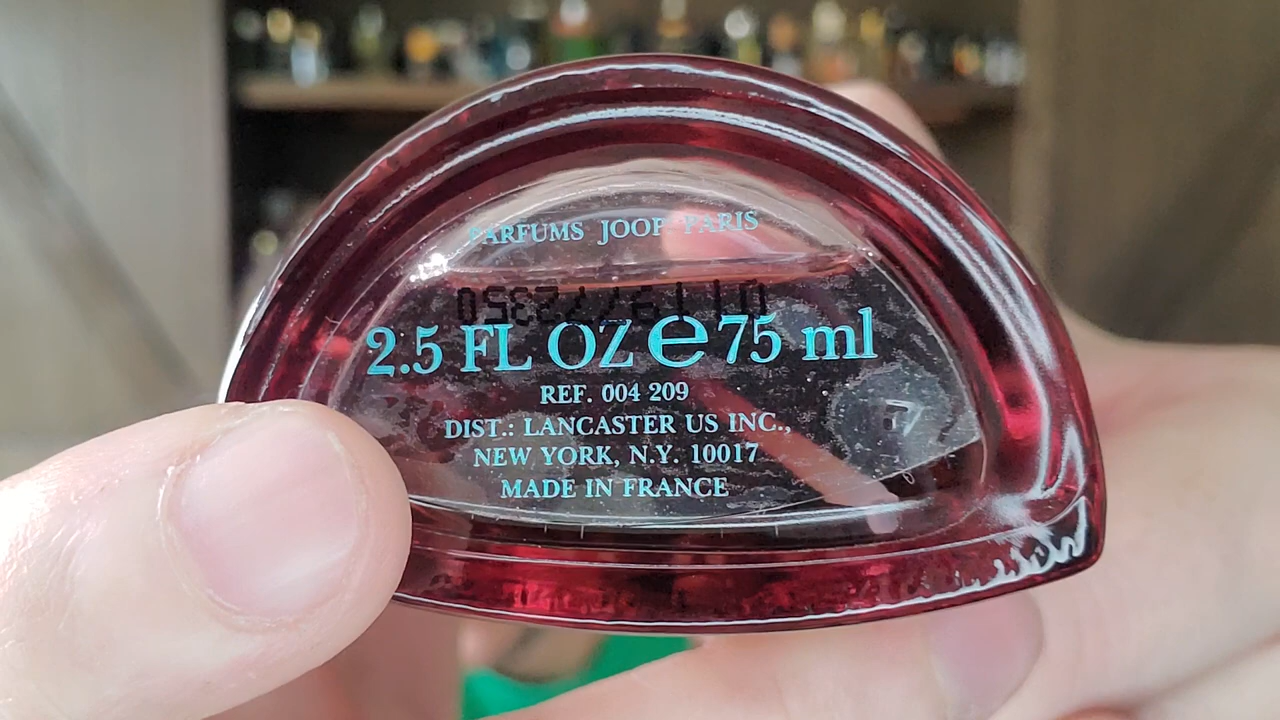 PARFUMS JOOP PARIS
2.5 FL OZ e 75 ml
REF. 004 209
DIST.: LANCASTER US INC.,
NEW YORK, N.Y. 10017
MADE IN FRANCE